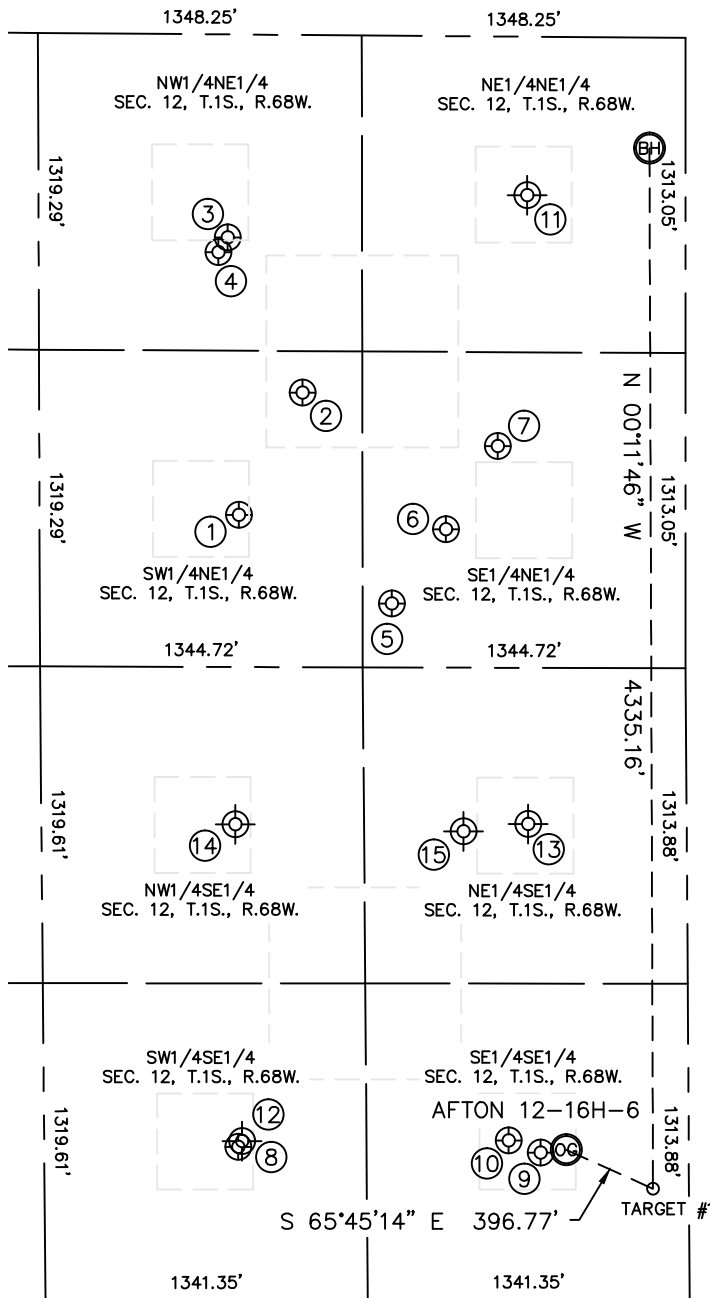 1348.25’
1348.25’
NW1/4NE1/4
SEC. 12, T.1S., R.68W.
NE1/4NE1/4
SEC. 12, T.1S., R.68W.
BH
1319.29’
1313.05’
3
11
4
N 00°11’46” W
2
7
1319.29’
1313.05’
1
6
SW1/4NE1/4
SEC. 12, T.1S., R.68W.
SE1/4NE1/4
SEC. 12, T.1S., R.68W.
5
1344.72’
1344.72’
4335.16’
1319.61’
1313.88’
14
15
13
NW1/4SE1/4
SEC. 12, T.1S., R.68W.
NE1/4SE1/4
SEC. 12, T.1S., R.68W.
SW1/4SE1/4
SEC. 12, T.1S., R.68W.
SE1/4SE1/4
SEC. 12, T.1S., R.68W.
AFTON 12-16H-6
1319.61’
1313.88’
12
8
10
9
OG
TARGET #1
S 65°45’14” E 396.77’
1341.35’
1341.35’